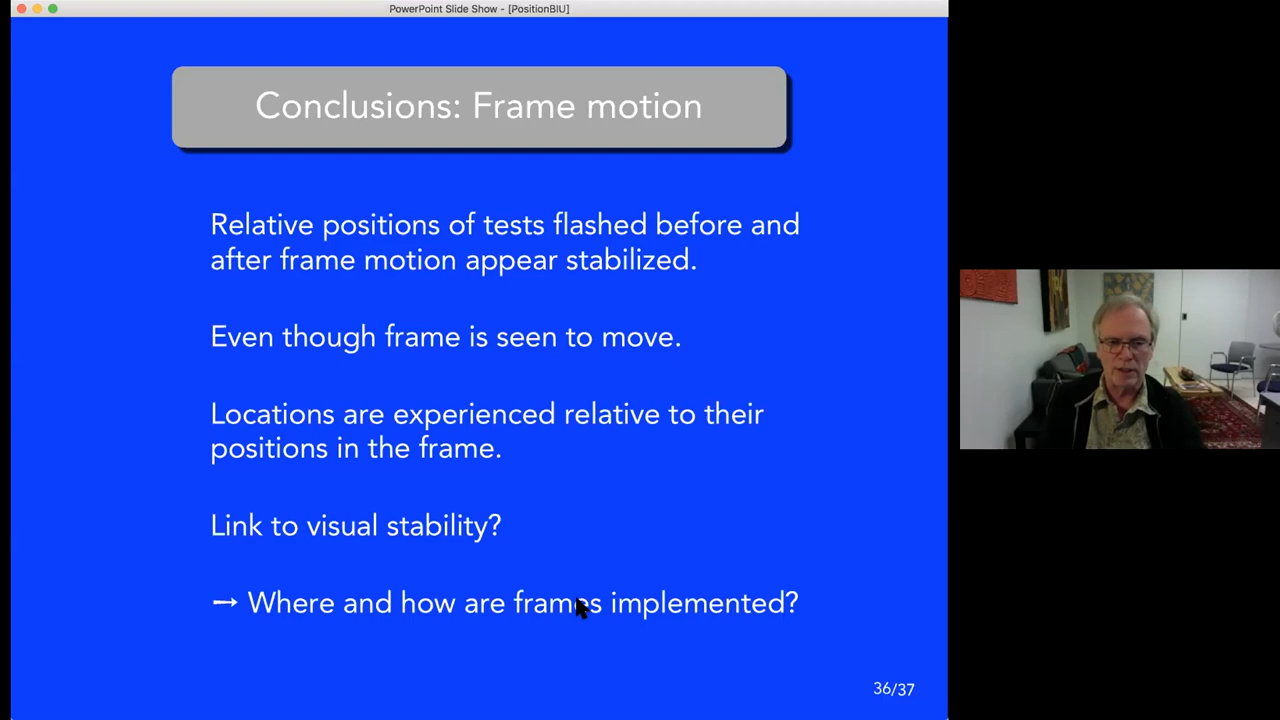 PowerPoint Slide Show - [PositionBIU]
Conclusions: Frame motion
Relative positions of tests flashed before and
after frame motion appear stabilized.
Even though frame is seen to move.
Locations are experienced relative to their
positions in the frame.
Link to visual stability?
→ Where and how are frames implemented?
36/37